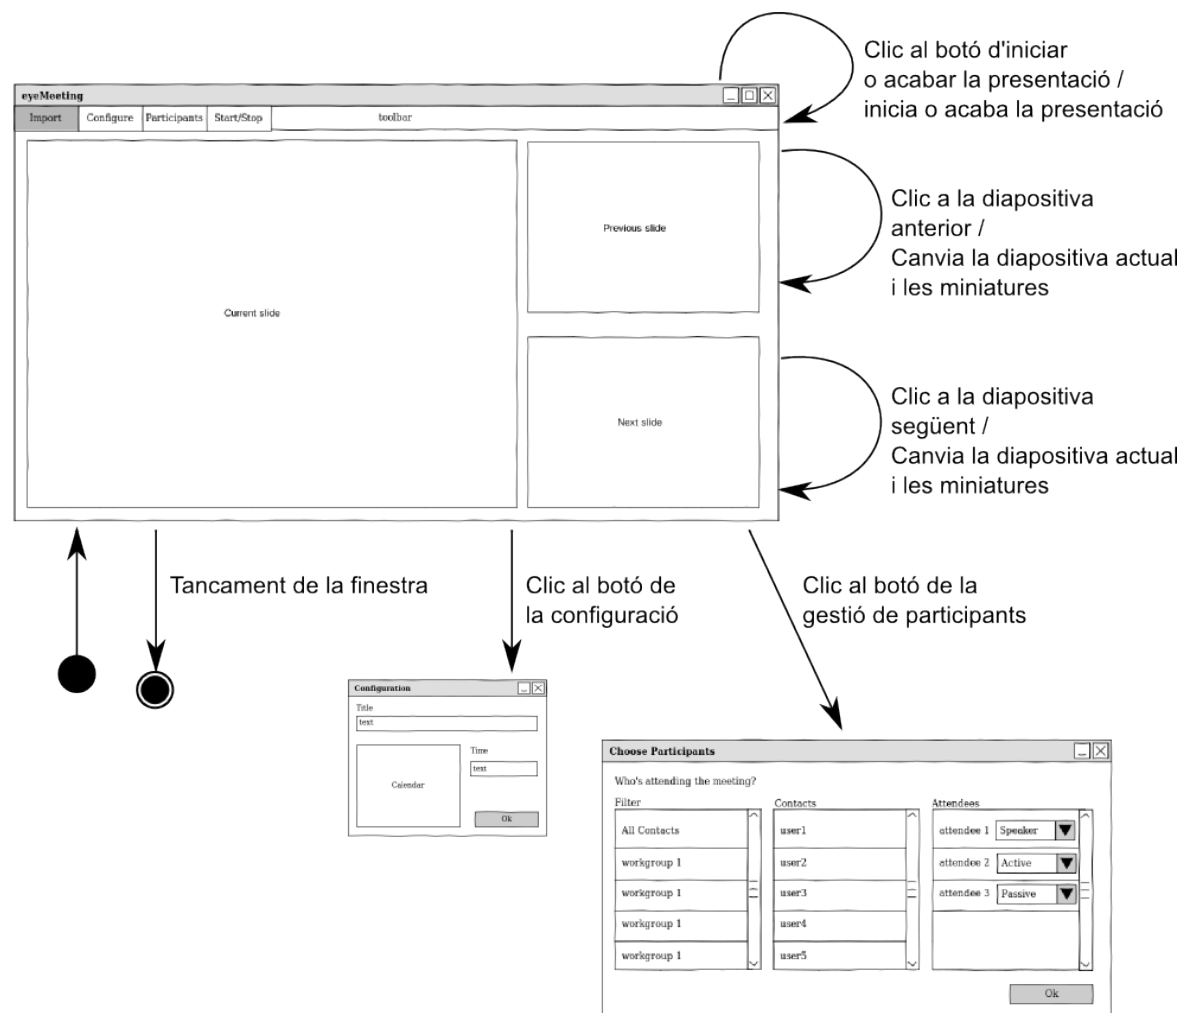 Clic al botó d'iniciar
o acabar la presentació /
inicia o acaba la presentació
eyeMeeting
Import Configure Participants Start/Stop toolbar
Current slide
Previous slide
Clic a la diapositiva
anterior /
Canvia la diapositiva actual
i les miniatures
Next slide
Clic a la diapositiva
següent /
Canvia la diapositiva actual
i les miniatures
Tancament de la finestra
Clic al botó de
la configuració
Clic al botó de la
gestió de participants
Configuration
Title
text
Calendar
Time
text
Ok
Choose Participants
Who's attending the meeting?
Filter
All Contacts
workgroup 1
workgroup 1
workgroup 1
workgroup 1
Contacts
user1
user2
user3
user4
user5
Attendees
attendee 1 Speaker
attendee 2 Active
attendee 3 Passive
Ok